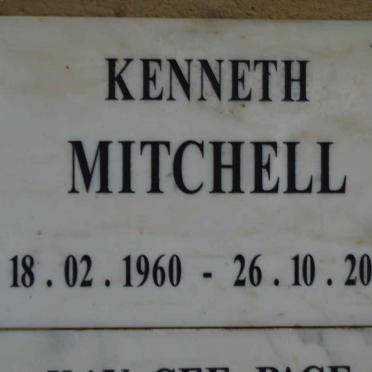 KENNETH
MITCHELL
18 . 02 . 1960 - 26 . 10 . 20